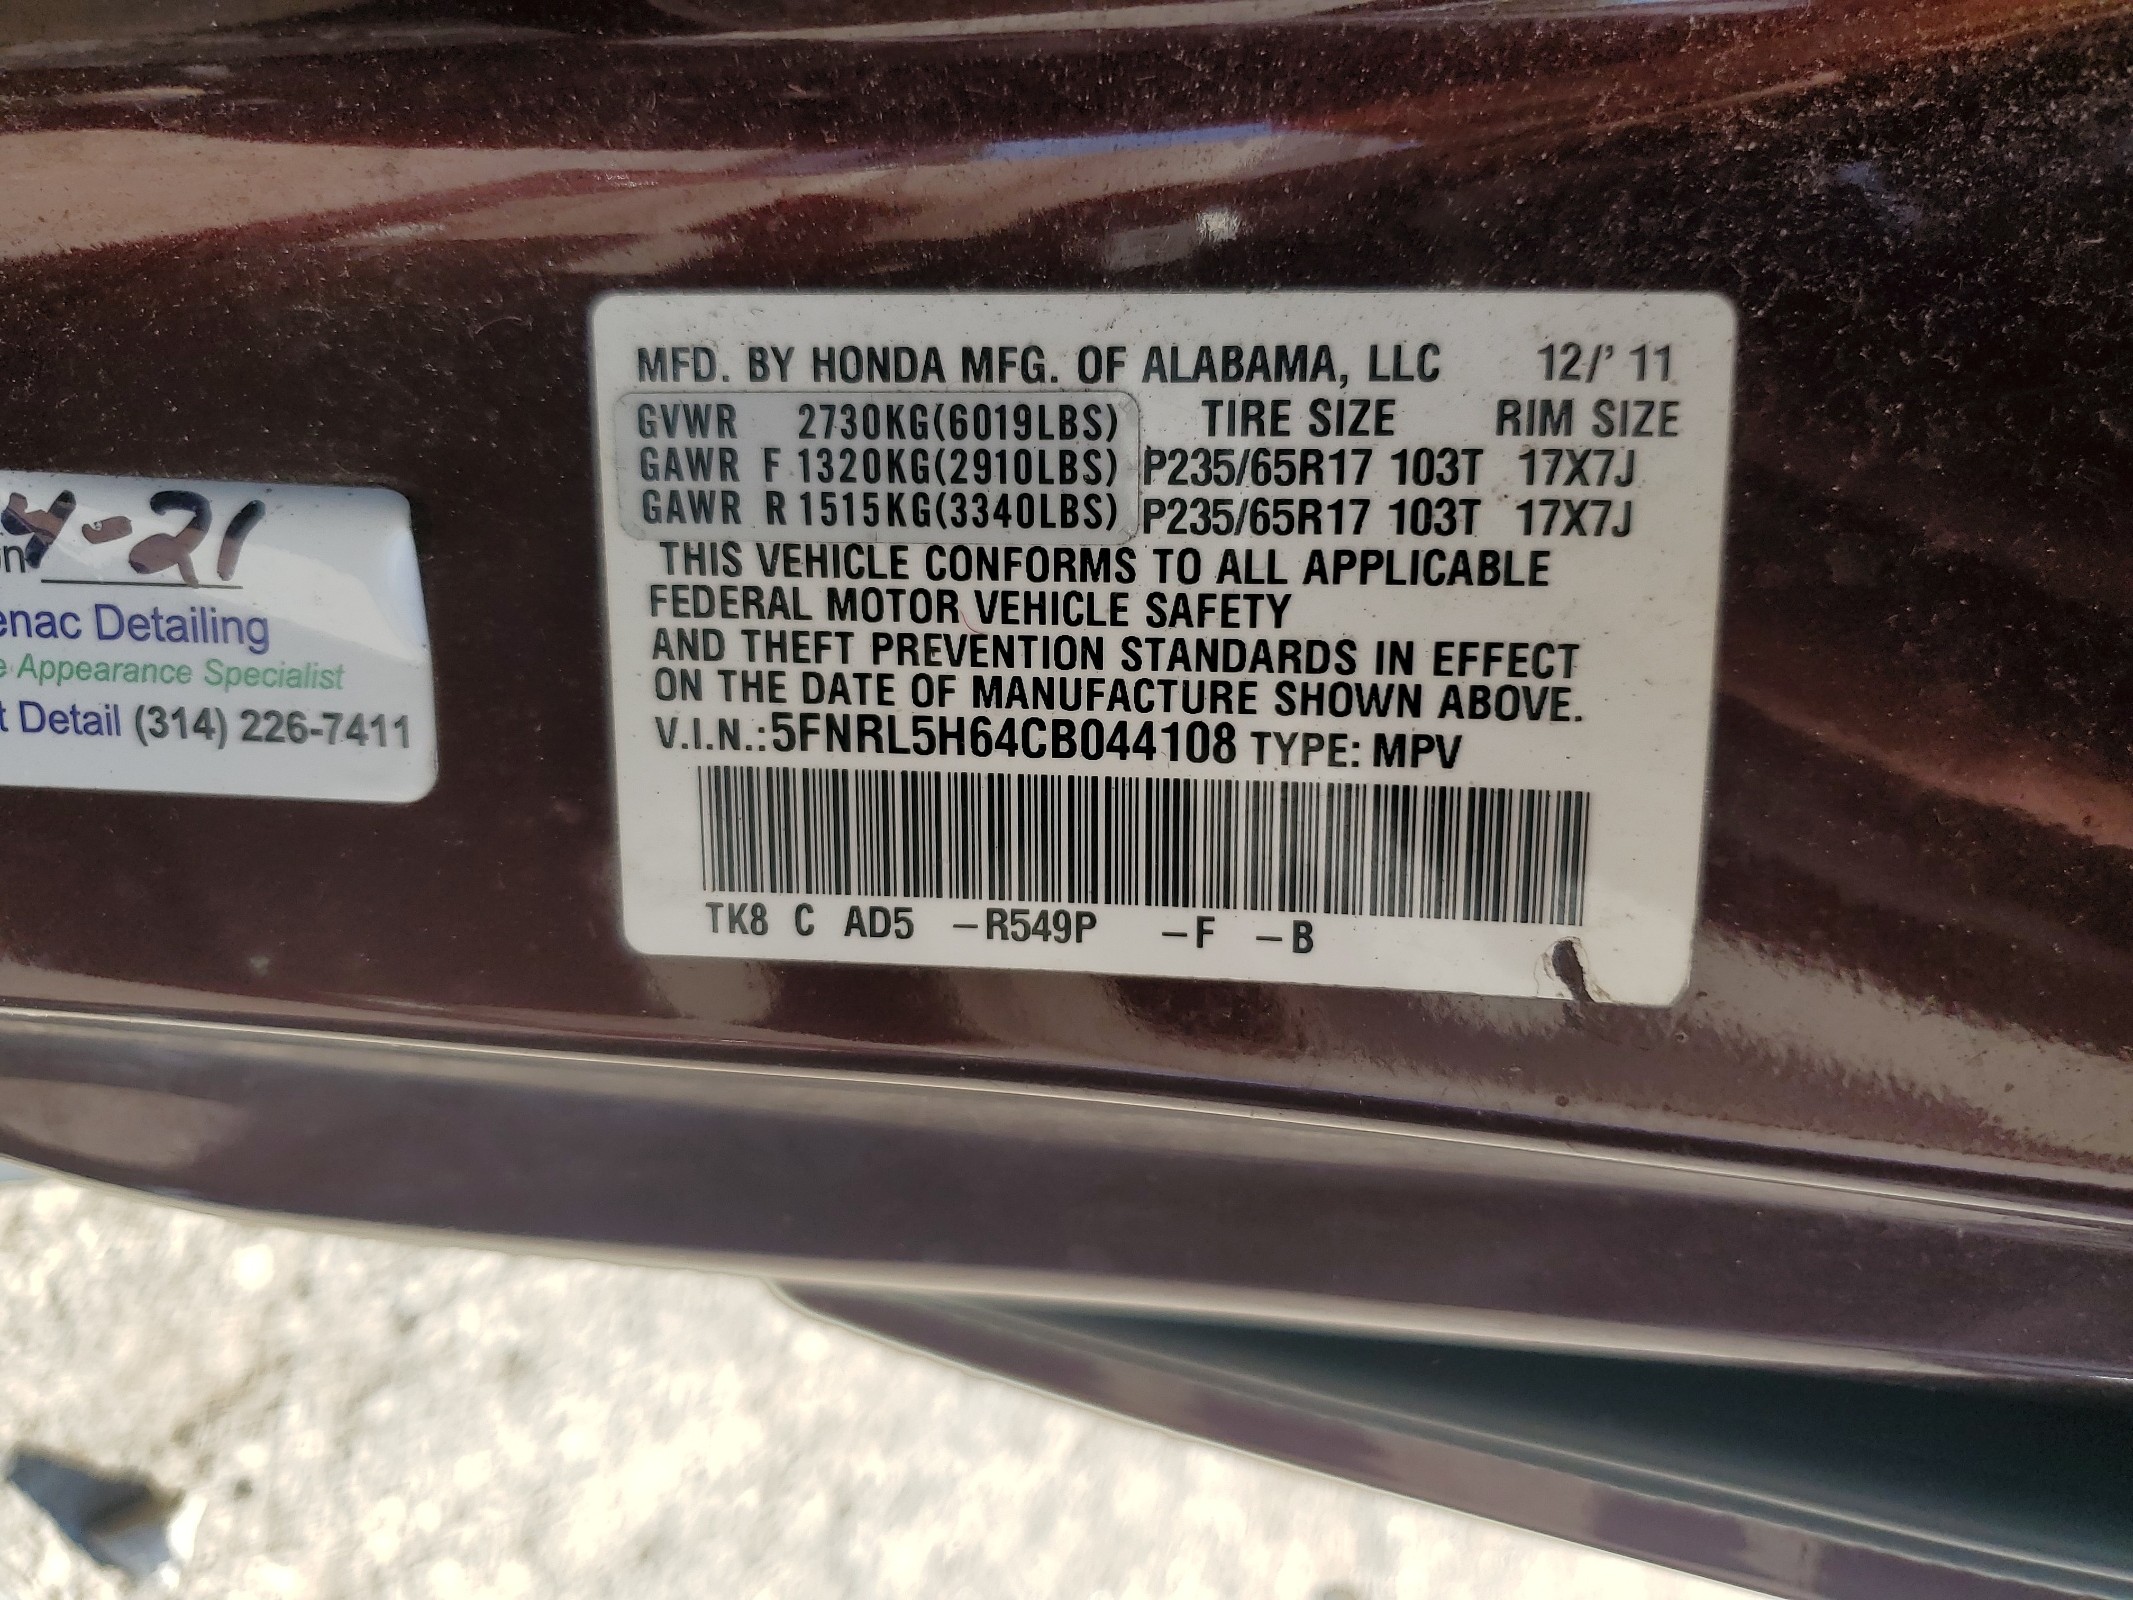 MFD. BY HONDA MFG. OF ALABAMA, LLC 12/' 11
GVWR 2730KG(6019LBS) TIRE SIZE RIM SIZE
GAWR F 1320KG(2910LBS) P235/65R17 103T 17X7J
GAWR R 1515KG(3340LBS) P235/65R17 103T 17X7J
THIS VEHICLE CONFORMS TO ALL APPLICABLE
FEDERAL MOTOR VEHICLE SAFETY
AND THEFT PREVENTION STANDARDS IN EFFECT
ON THE DATE OF MANUFACTURE SHOWN ABOVE.
V.I.N.:5FNRL5H64CB044108 TYPE: MPV
TK8 C AD5 -R549P -F -B
4-21
Detailing
Appearance Specialist
Detail (314) 226-7411